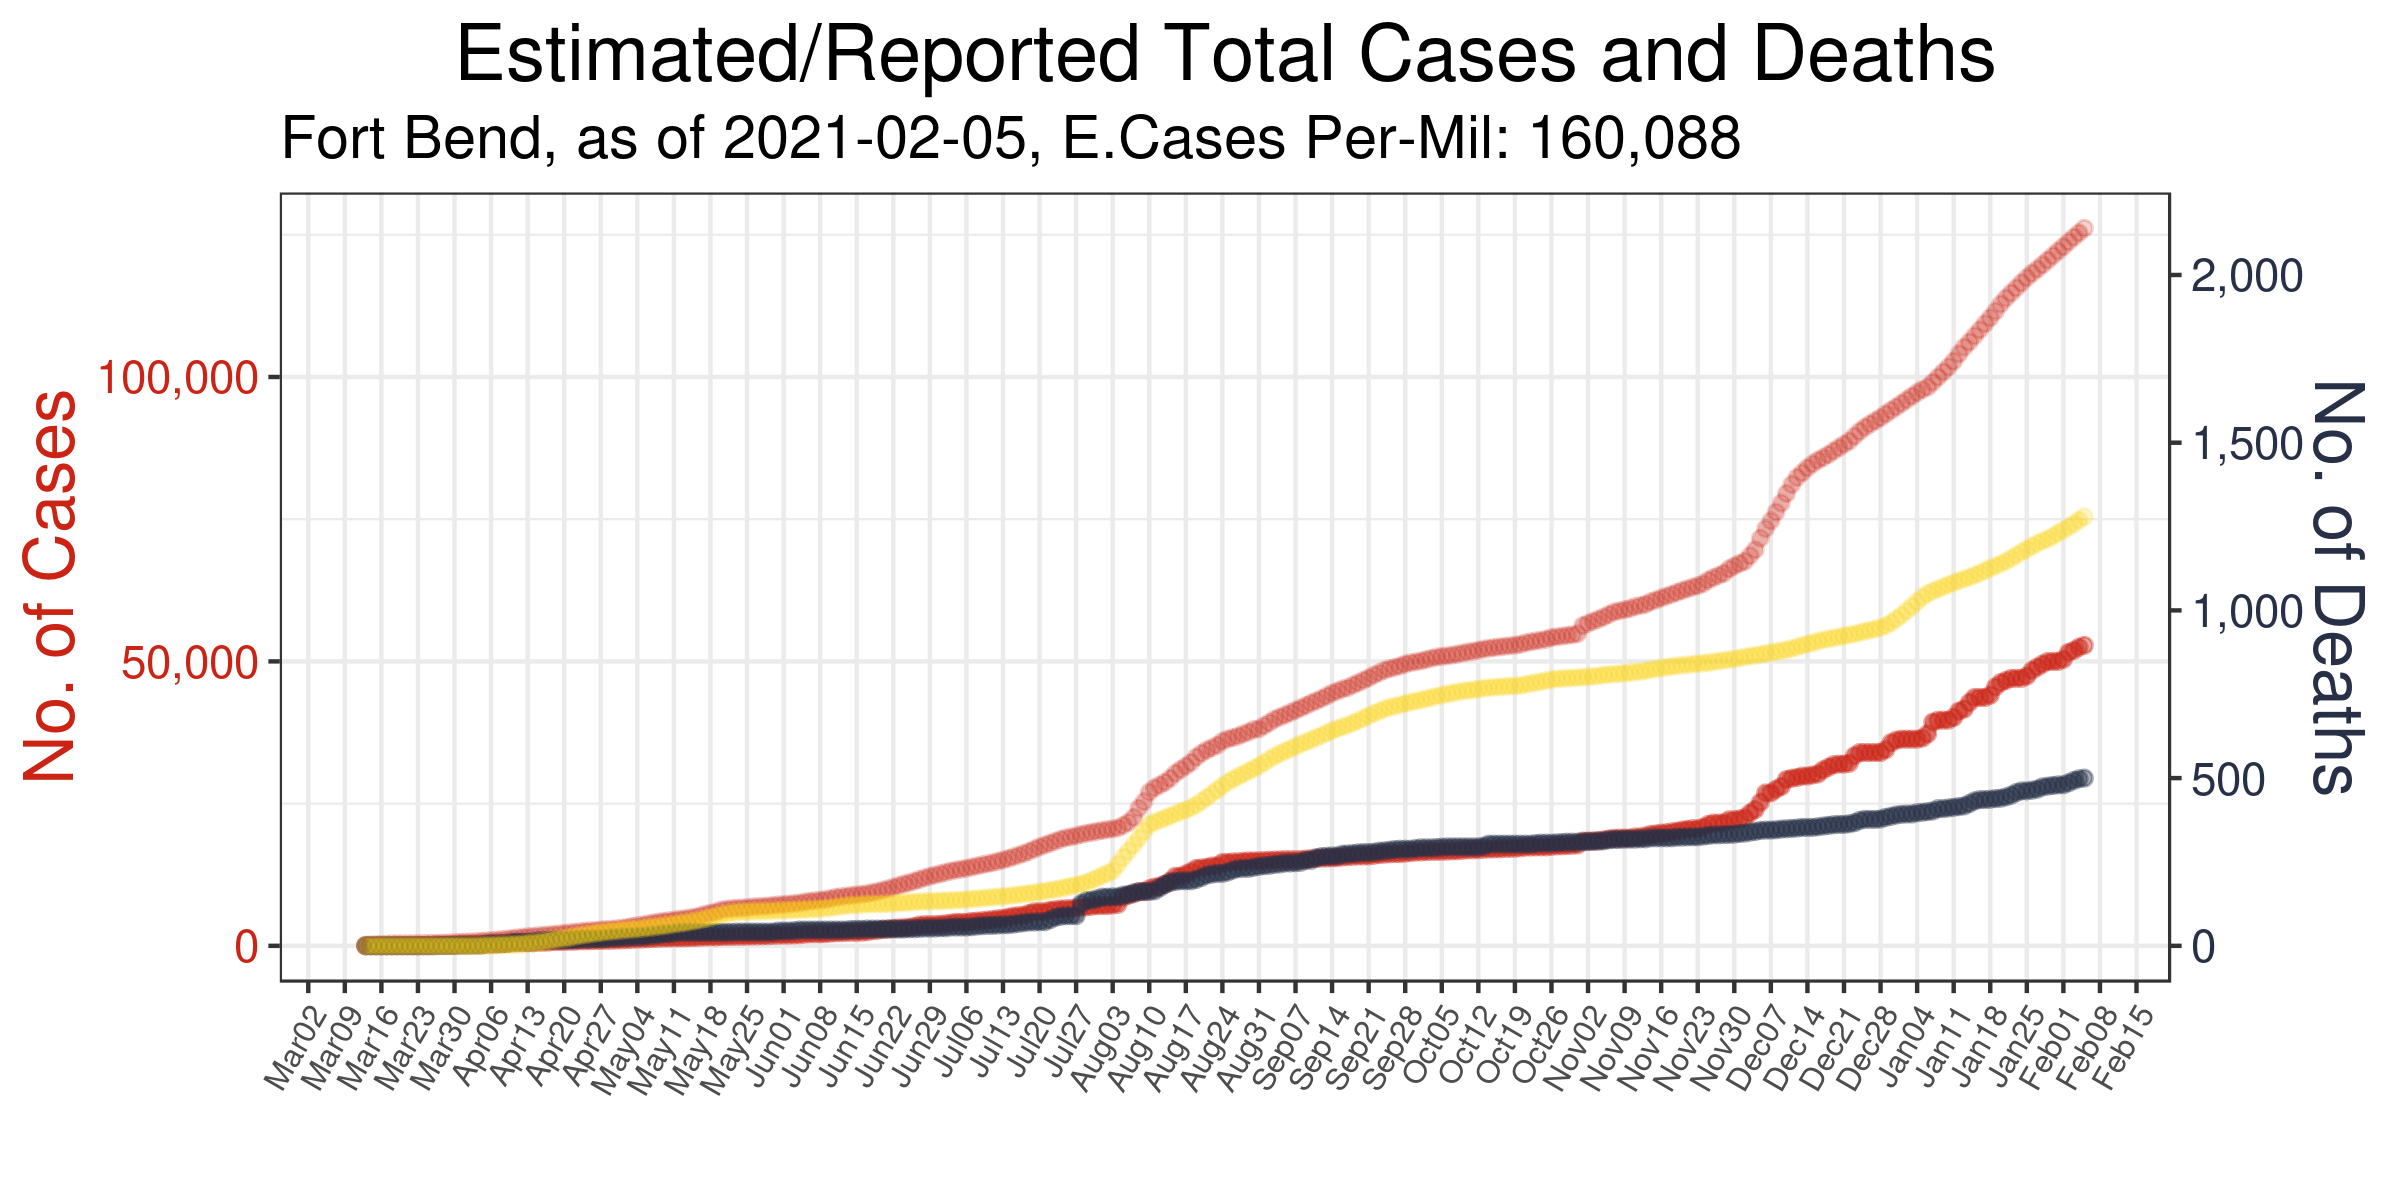 Estimated/Reported Total Cases and Deaths
Fort Bend, as of 2021-02-05, E.Cases Per-Mil: 160,088
No. of Cases
100,000
50,000
0
2,000
1,500
1,000
500
0
No. of Deaths
Mar02
Mar09
Mar16
Mar23
Mar30
Apr06
Apr13
Apr20
Apr27
May04
May11
May18
May25
Jun01
Jun08
Jun15
Jun22
Jun29
Jul06
Jul13
Jul20
Jul27
Aug03
Aug10
Aug17
Aug24
Aug31
Sep07
Sep14
Sep21
Sep28
Oct05
Oct12
Oct19
Oct26
Nov02
Nov09
Nov16
Nov23
Nov30
Dec07
Dec14
Dec21
Dec28
Jan04
Jan11
Jan18
Jan25
Feb01
Feb08
Feb15